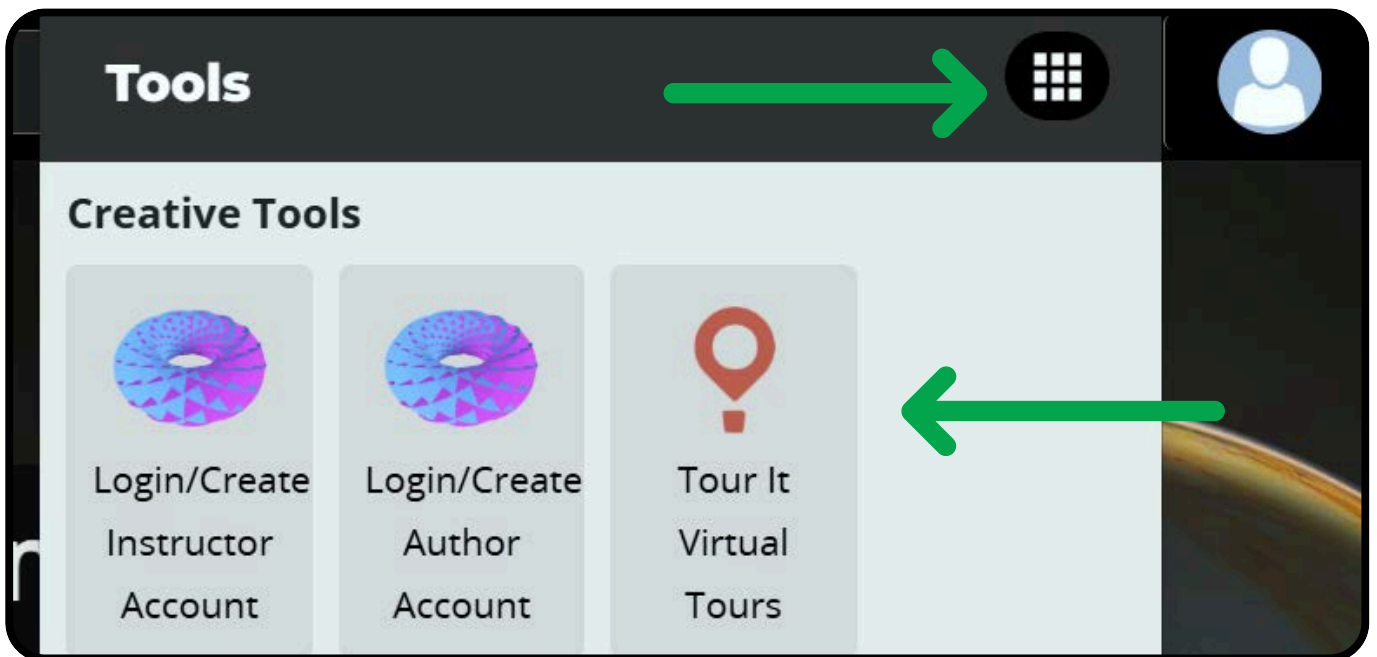 Tools
Creative Tools
Login/Create
Instructor
Account
Login/Create
Author
Account
Tour It
Virtual
Tours